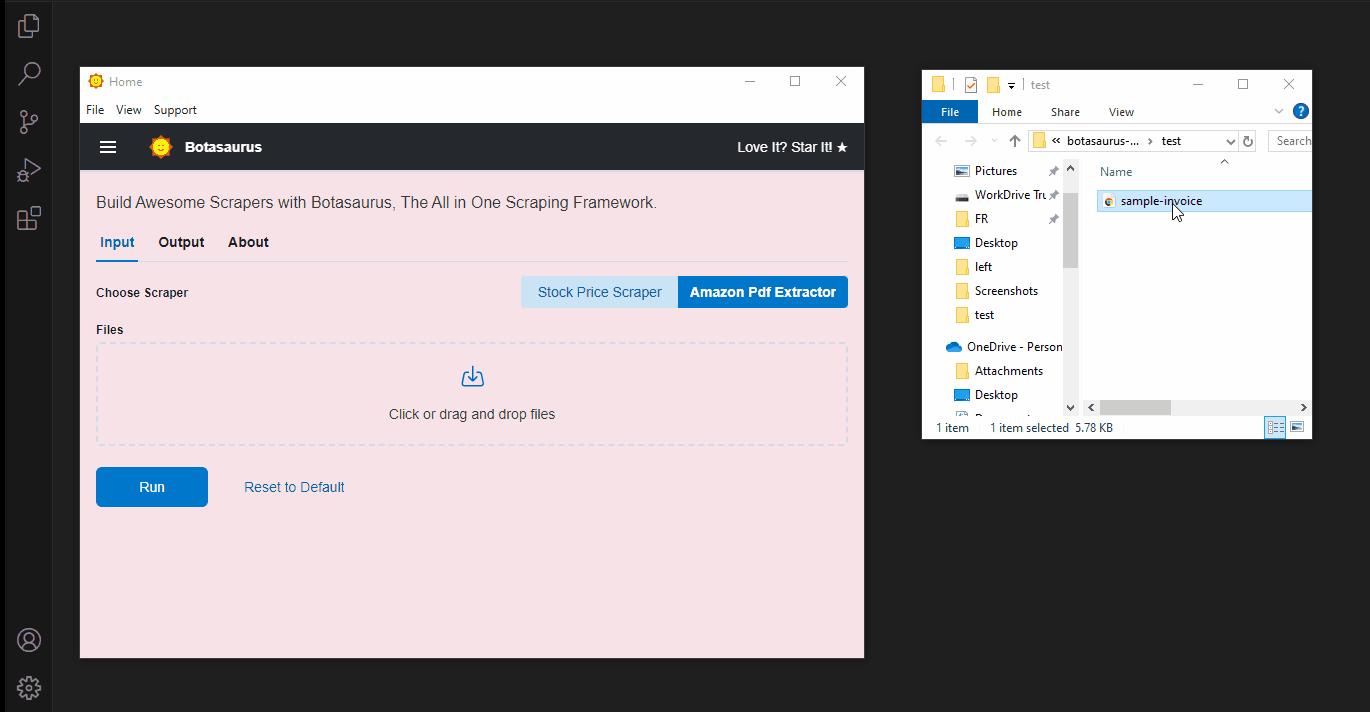 Home
File View Support
Botasaurus
Love It? Star It! ★
Build Awesome Scrapers with Botasaurus, The All in One Scraping Framework.
Input Output About
Choose Scraper
Stock Price Scraper
Amazon Pdf Extractor
Files
Click or drag and drop files
Run
Reset to Default
test
File Home Share View
?
« botasaurus-... › test
Search
Pictures
WorkDrive Tru
FR
Desktop
left
Screenshots
test
OneDrive - Person
Attachments
Desktop
Name
sample-invoice
1 item
1 item selected 5.78 KB